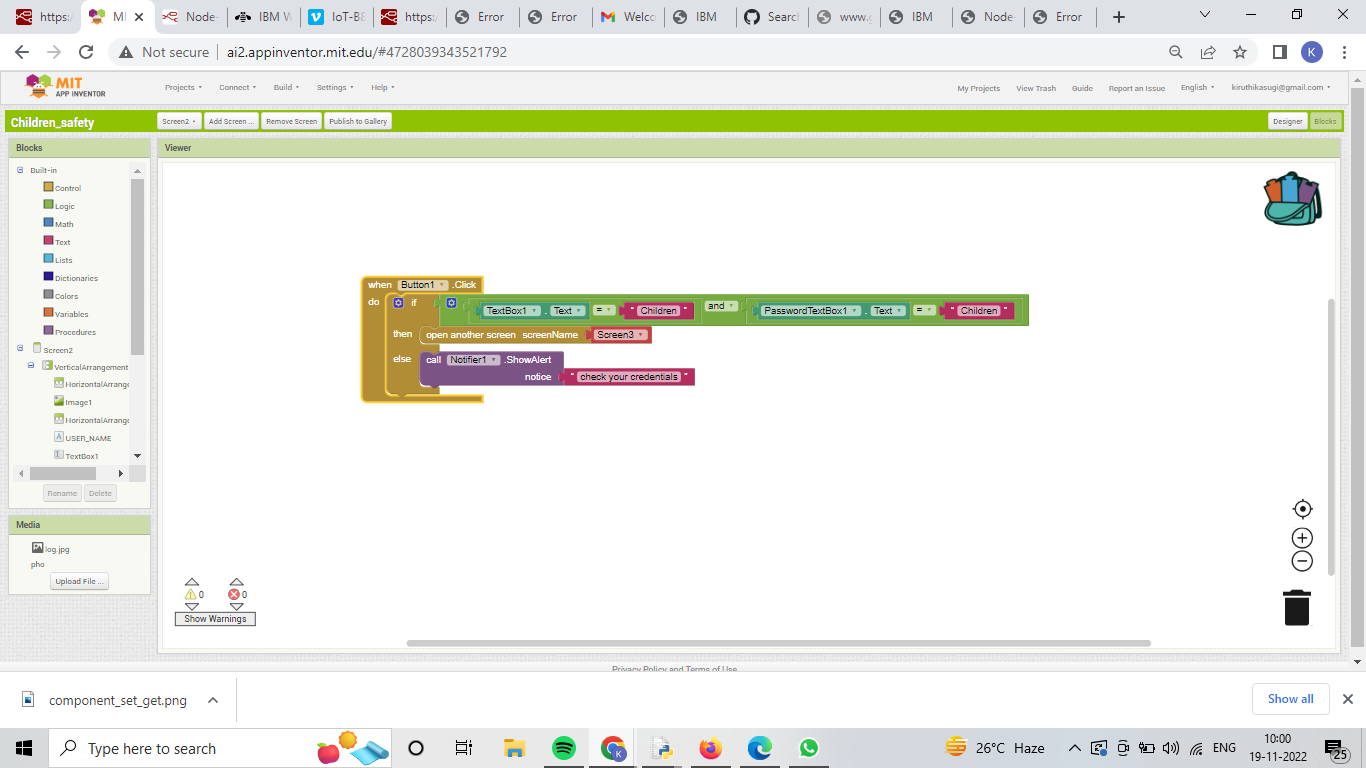 https:/
MI
Node-
IBM W
IoT-BE
https:/
Error
Error
Welco
IBM
Search
www.g
IBM
Node-
Error
Not secure
ai2.appinventor.mit.edu/#4728039343521792
K
MIT
APP INVENTOR
Projects
Connect
Build
Settings
Help
My Projects
View Trash
Guide
Report an Issue
English
kiruthikasugi@gmail.com
Children_safety
Screen2
Add Screen ...
Remove Screen
Publish to Gallery
Designer
Blocks
Blocks
Viewer
Built-in
Control
Logic
Math
Text
Lists
Dictionaries
Colors
Variables
Procedures
Screen2
VerticalArrangement
HorizontalArrange
Image1
HorizontalArrange
USER_NAME
TextBox1
Rename
Delete
Media
log.jpg
pho
Upload File ...
when Button1 .Click
do if TextBox1 . Text = " Children " and PasswordTextBox1 . Text = " Children "
then open another screen screenName Screen3
else call Notifier1 .ShowAlert
notice " check your credentials "
0
0
Show Warnings
Privacy Policy and Terms of Use
component_set_get.png
Show all
Type here to search
K
26°C Haze
ENG
10:00
19-11-2022
25